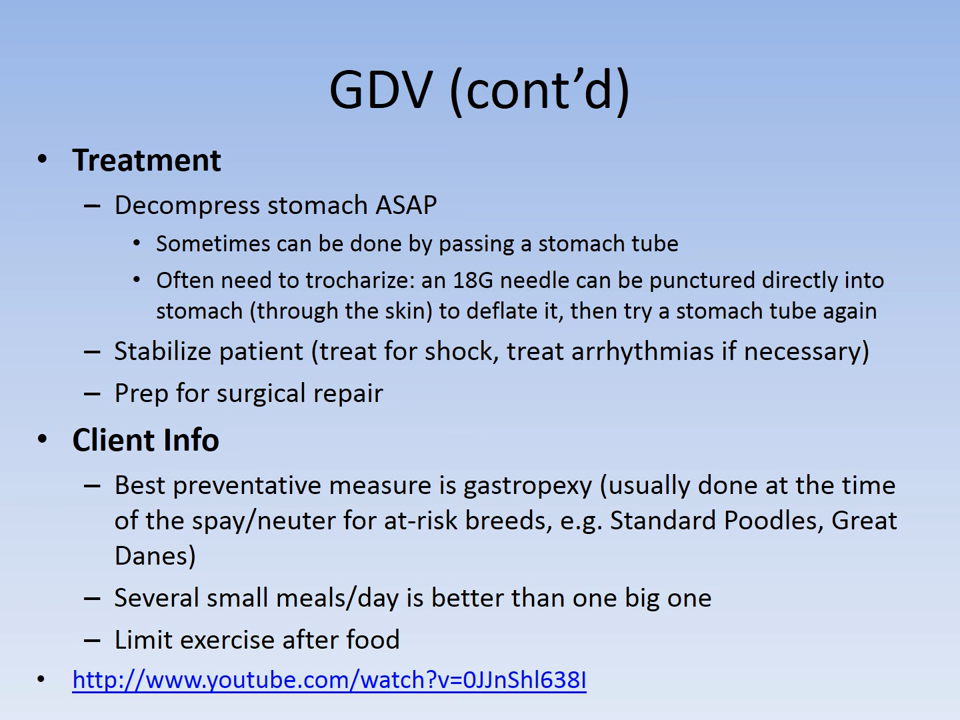 GDV (cont’d)
• Treatment
– Decompress stomach ASAP
• Sometimes can be done by passing a stomach tube
• Often need to trocharize: an 18G needle can be punctured directly into
stomach (through the skin) to deflate it, then try a stomach tube again
– Stabilize patient (treat for shock, treat arrhythmias if necessary)
– Prep for surgical repair
• Client Info
– Best preventative measure is gastropexy (usually done at the time
of the spay/neuter for at-risk breeds, e.g. Standard Poodles, Great
Danes)
– Several small meals/day is better than one big one
– Limit exercise after food
• http://www.youtube.com/watch?v=0JJnShl638I